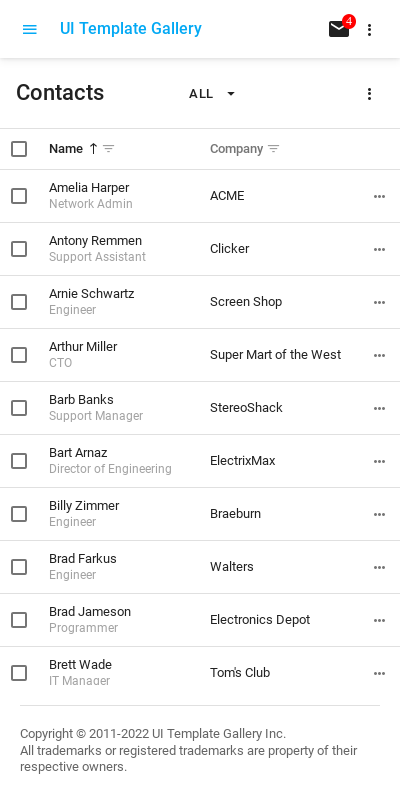 UI Template Gallery
4
Contacts
ALL
Name
Company
Amelia Harper
Network Admin
ACME
Antony Remmen
Support Assistant
Clicker
Arnie Schwartz
Engineer
Screen Shop
Arthur Miller
CTO
Super Mart of the West
Barb Banks
Support Manager
StereoShack
Bart Arnaz
Director of Engineering
ElectrixMax
Billy Zimmer
Engineer
Braeburn
Brad Farkus
Engineer
Walters
Brad Jameson
Programmer
Electronics Depot
Brett Wade
IT Manager
Tom's Club
Copyright © 2011-2022 UI Template Gallery Inc.
All trademarks or registered trademarks are property of their
respective owners.